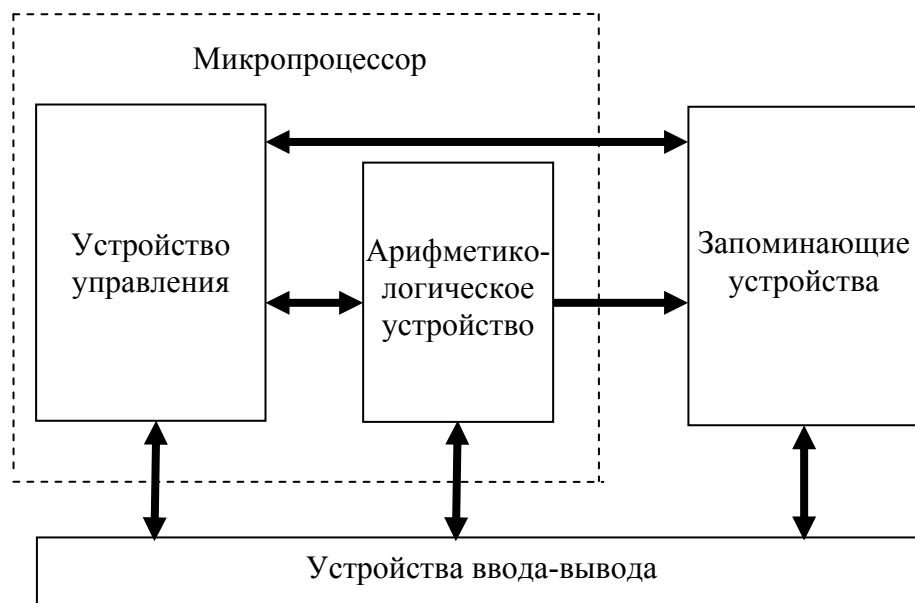 Микропроцессор
Устройство
управления
Арифметико-
логическое
устройство
Запоминающие
устройства
Устройства ввода-вывода